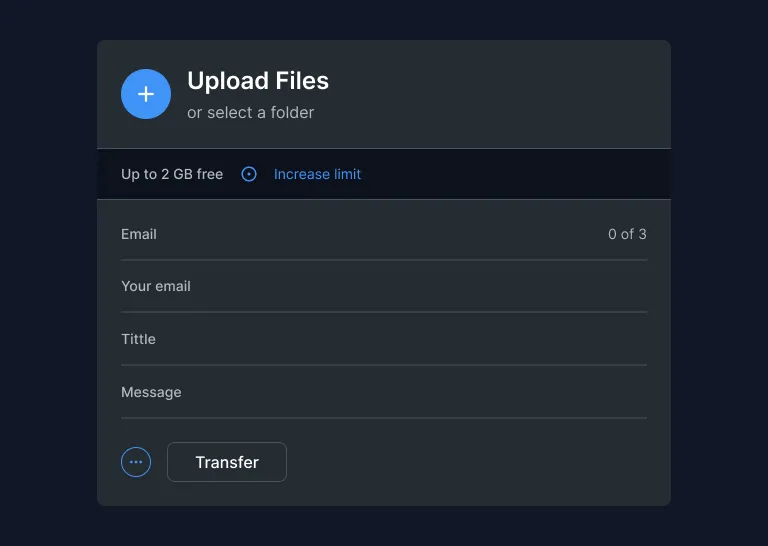 Upload Files
or select a folder
Up to 2 GB free Increase limit
Email 0 of 3
Your email
Tittle
Message
Transfer